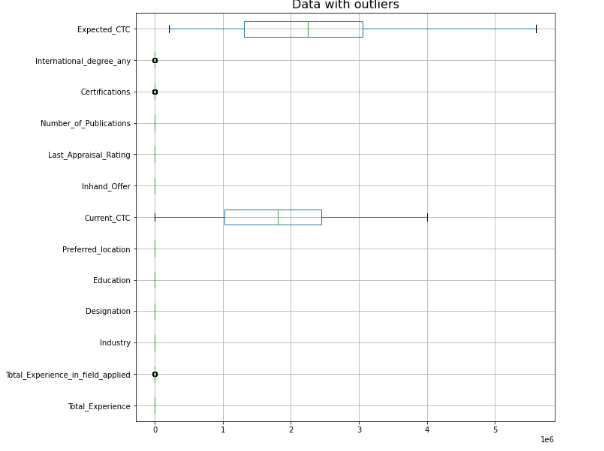 Data with outliers
Expected_CTC
International_degree_any
Certifications
Number_of_Publications
Last_Appraisal_Rating
Inhand_Offer
Current_CTC
Preferred_location
Education
Designation
Industry
Total_Experience_in_field_applied
Total_Experience
0 1 2 3 4 5
1e6